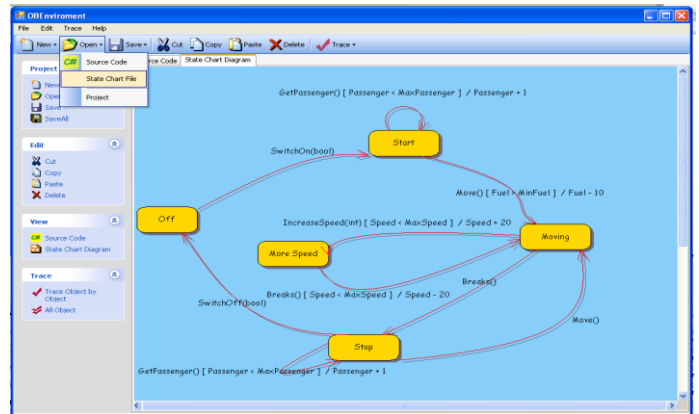 OBEnviroment
File Edit Trace Help
New Open Save Cut Copy Paste Delete Trace
C# Source Code
State Chart File
Project
rce Code State Chart Diagram
Project
New
Open
Save
SaveAll
Edit
Cut
Copy
Paste
Delete
View
C# Source Code
State Chart Diagram
Trace
Trace Object by
Object
All Object
GetPassenger() [ Passenger < MaxPassenger ] / Passenger + 1
Start
SwitchOn(bool)
Move() [ Fuel > MinFuel ] / Fuel - 10
Off
IncreaseSpeed(int) [ Speed < MaxSpeed ] / Speed + 20
Moving
More Speed
Breaks()
Breaks() [ Speed < MaxSpeed ] / Speed - 20
SwitchOff(bool)
Move()
Stop
GetPassenger() [ Passenger < MaxPassenger ] / Passenger + 1